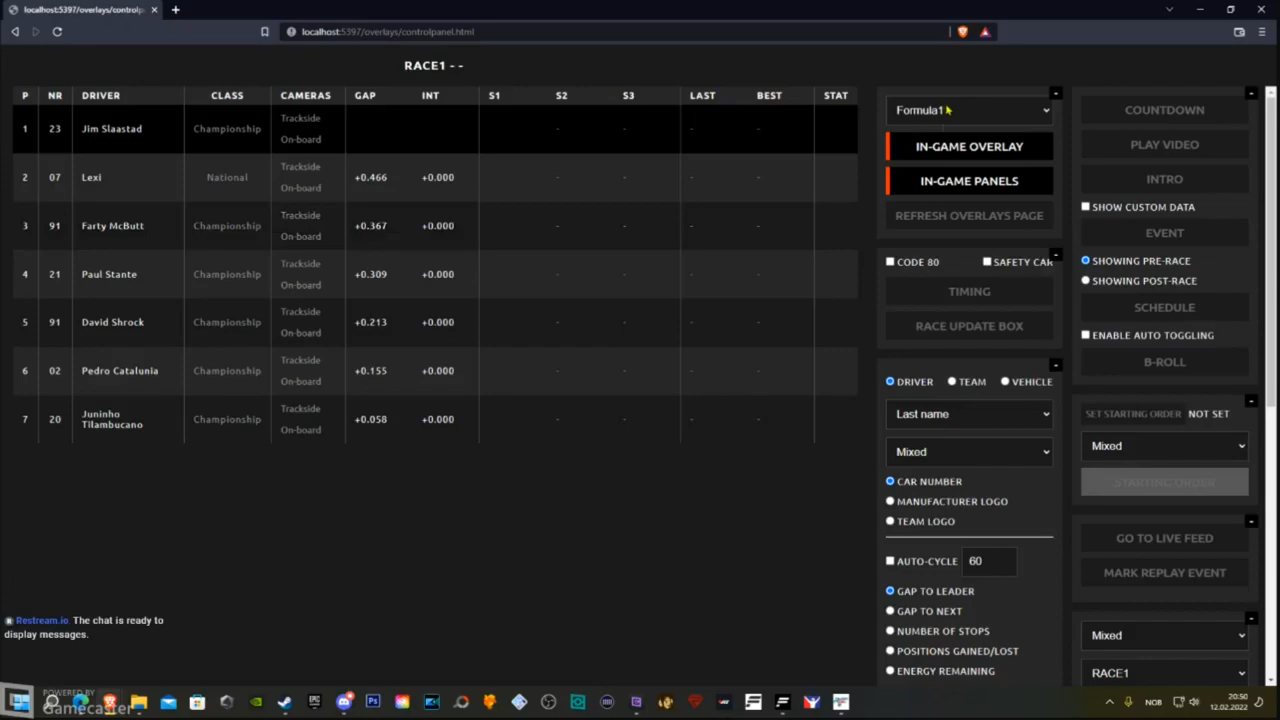 localhost:5397/overlays/controlp
localhost:5397/overlays/controlpanel.html
RACE1 - -
P NR DRIVER CLASS CAMERAS GAP INT S1 S2 S3 LAST BEST STAT
1 23 Jim Slaastad Championship Trackside On-board - - - -
2 07 Lexi National Trackside On-board +0.466 +0.000 - - - -
3 91 Farty McButt Championship Trackside On-board +0.367 +0.000 - - - -
4 21 Paul Stante Championship Trackside On-board +0.309 +0.000 - - - -
5 91 David Shrock Championship Trackside On-board +0.213 +0.000 - - - -
6 02 Pedro Catalunia Championship Trackside On-board +0.155 +0.000 - - - -
7 20 Juninho Tilambucano Championship Trackside On-board +0.058 +0.000 - - - -
Restream.io The chat is ready to
display messages.
Formula1
IN-GAME OVERLAY
IN-GAME PANELS
REFRESH OVERLAYS PAGE
CODE 80 SAFETY CAR
TIMING
RACE UPDATE BOX
DRIVER TEAM VEHICLE
Last name
Mixed
CAR NUMBER
MANUFACTURER LOGO
TEAM LOGO
AUTO-CYCLE 60
GAP TO LEADER
GAP TO NEXT
NUMBER OF STOPS
POSITIONS GAINED/LOST
ENERGY REMAINING
COUNTDOWN
PLAY VIDEO
INTRO
SHOW CUSTOM DATA
EVENT
SHOWING PRE-RACE
SHOWING POST-RACE
SCHEDULE
ENABLE AUTO TOGGLING
B-ROLL
SET STARTING ORDER NOT SET
Mixed
STARTING ORDER
GO TO LIVE FEED
MARK REPLAY EVENT
Mixed
RACE1
POWERED BY
Gamecaster
NOB
20:50
12.02.2022